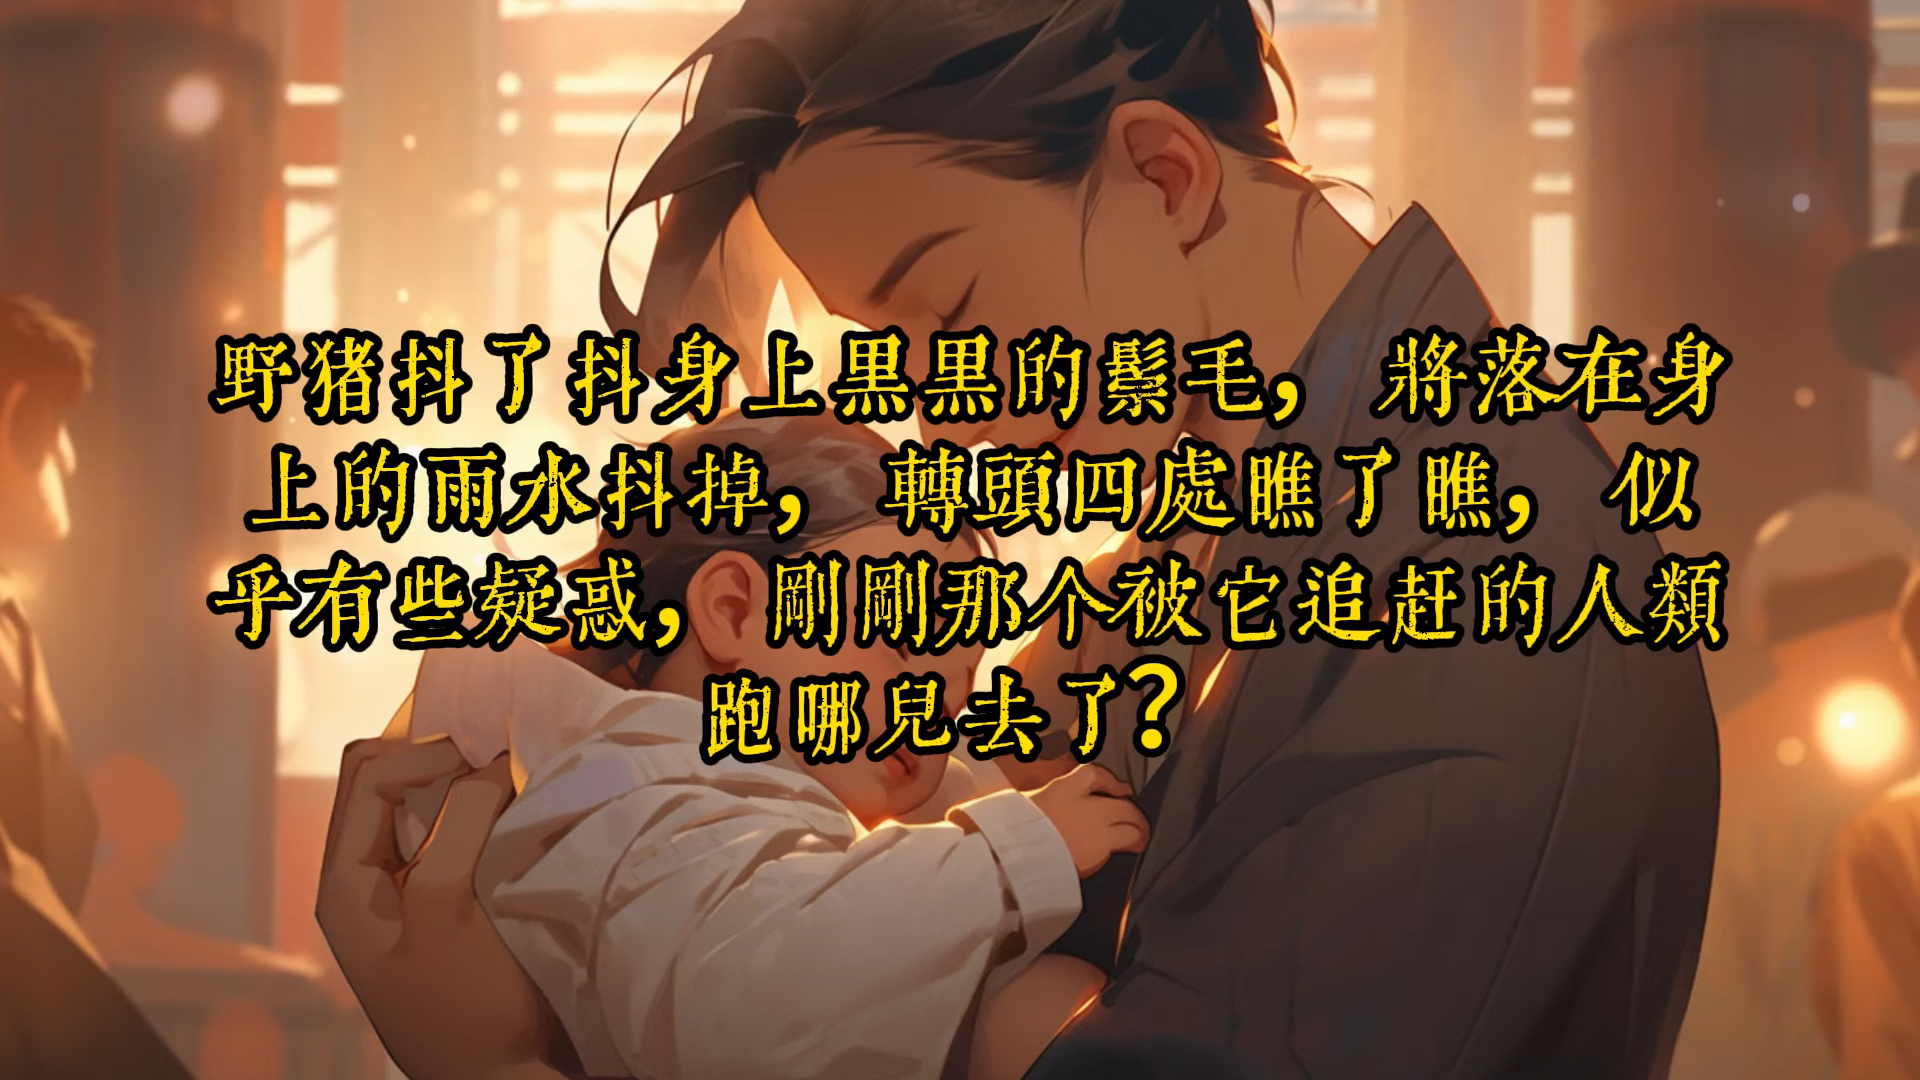 野猪抖了抖身上黑黑的鬃毛，將落在身
上的雨水抖掉，轉頭四處瞧了瞧，似
乎有些疑惑，剛剛那个被它追赶的人類
跑哪兒去了？